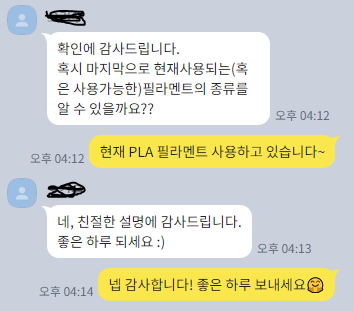 확인에 감사드립니다.
혹시 마지막으로 현재사용되는(혹
은 사용가능한)필라멘트의 종류를
알 수 있을까요??
오후 04:12
현재 PLA 필라멘트 사용하고 있습니다~
오후 04:12
네, 친절한 설명에 감사드립니다.
좋은 하루 되세요 :)
오후 04:13
넵 감사합니다! 좋은 하루 보내세요🤗
오후 04:14